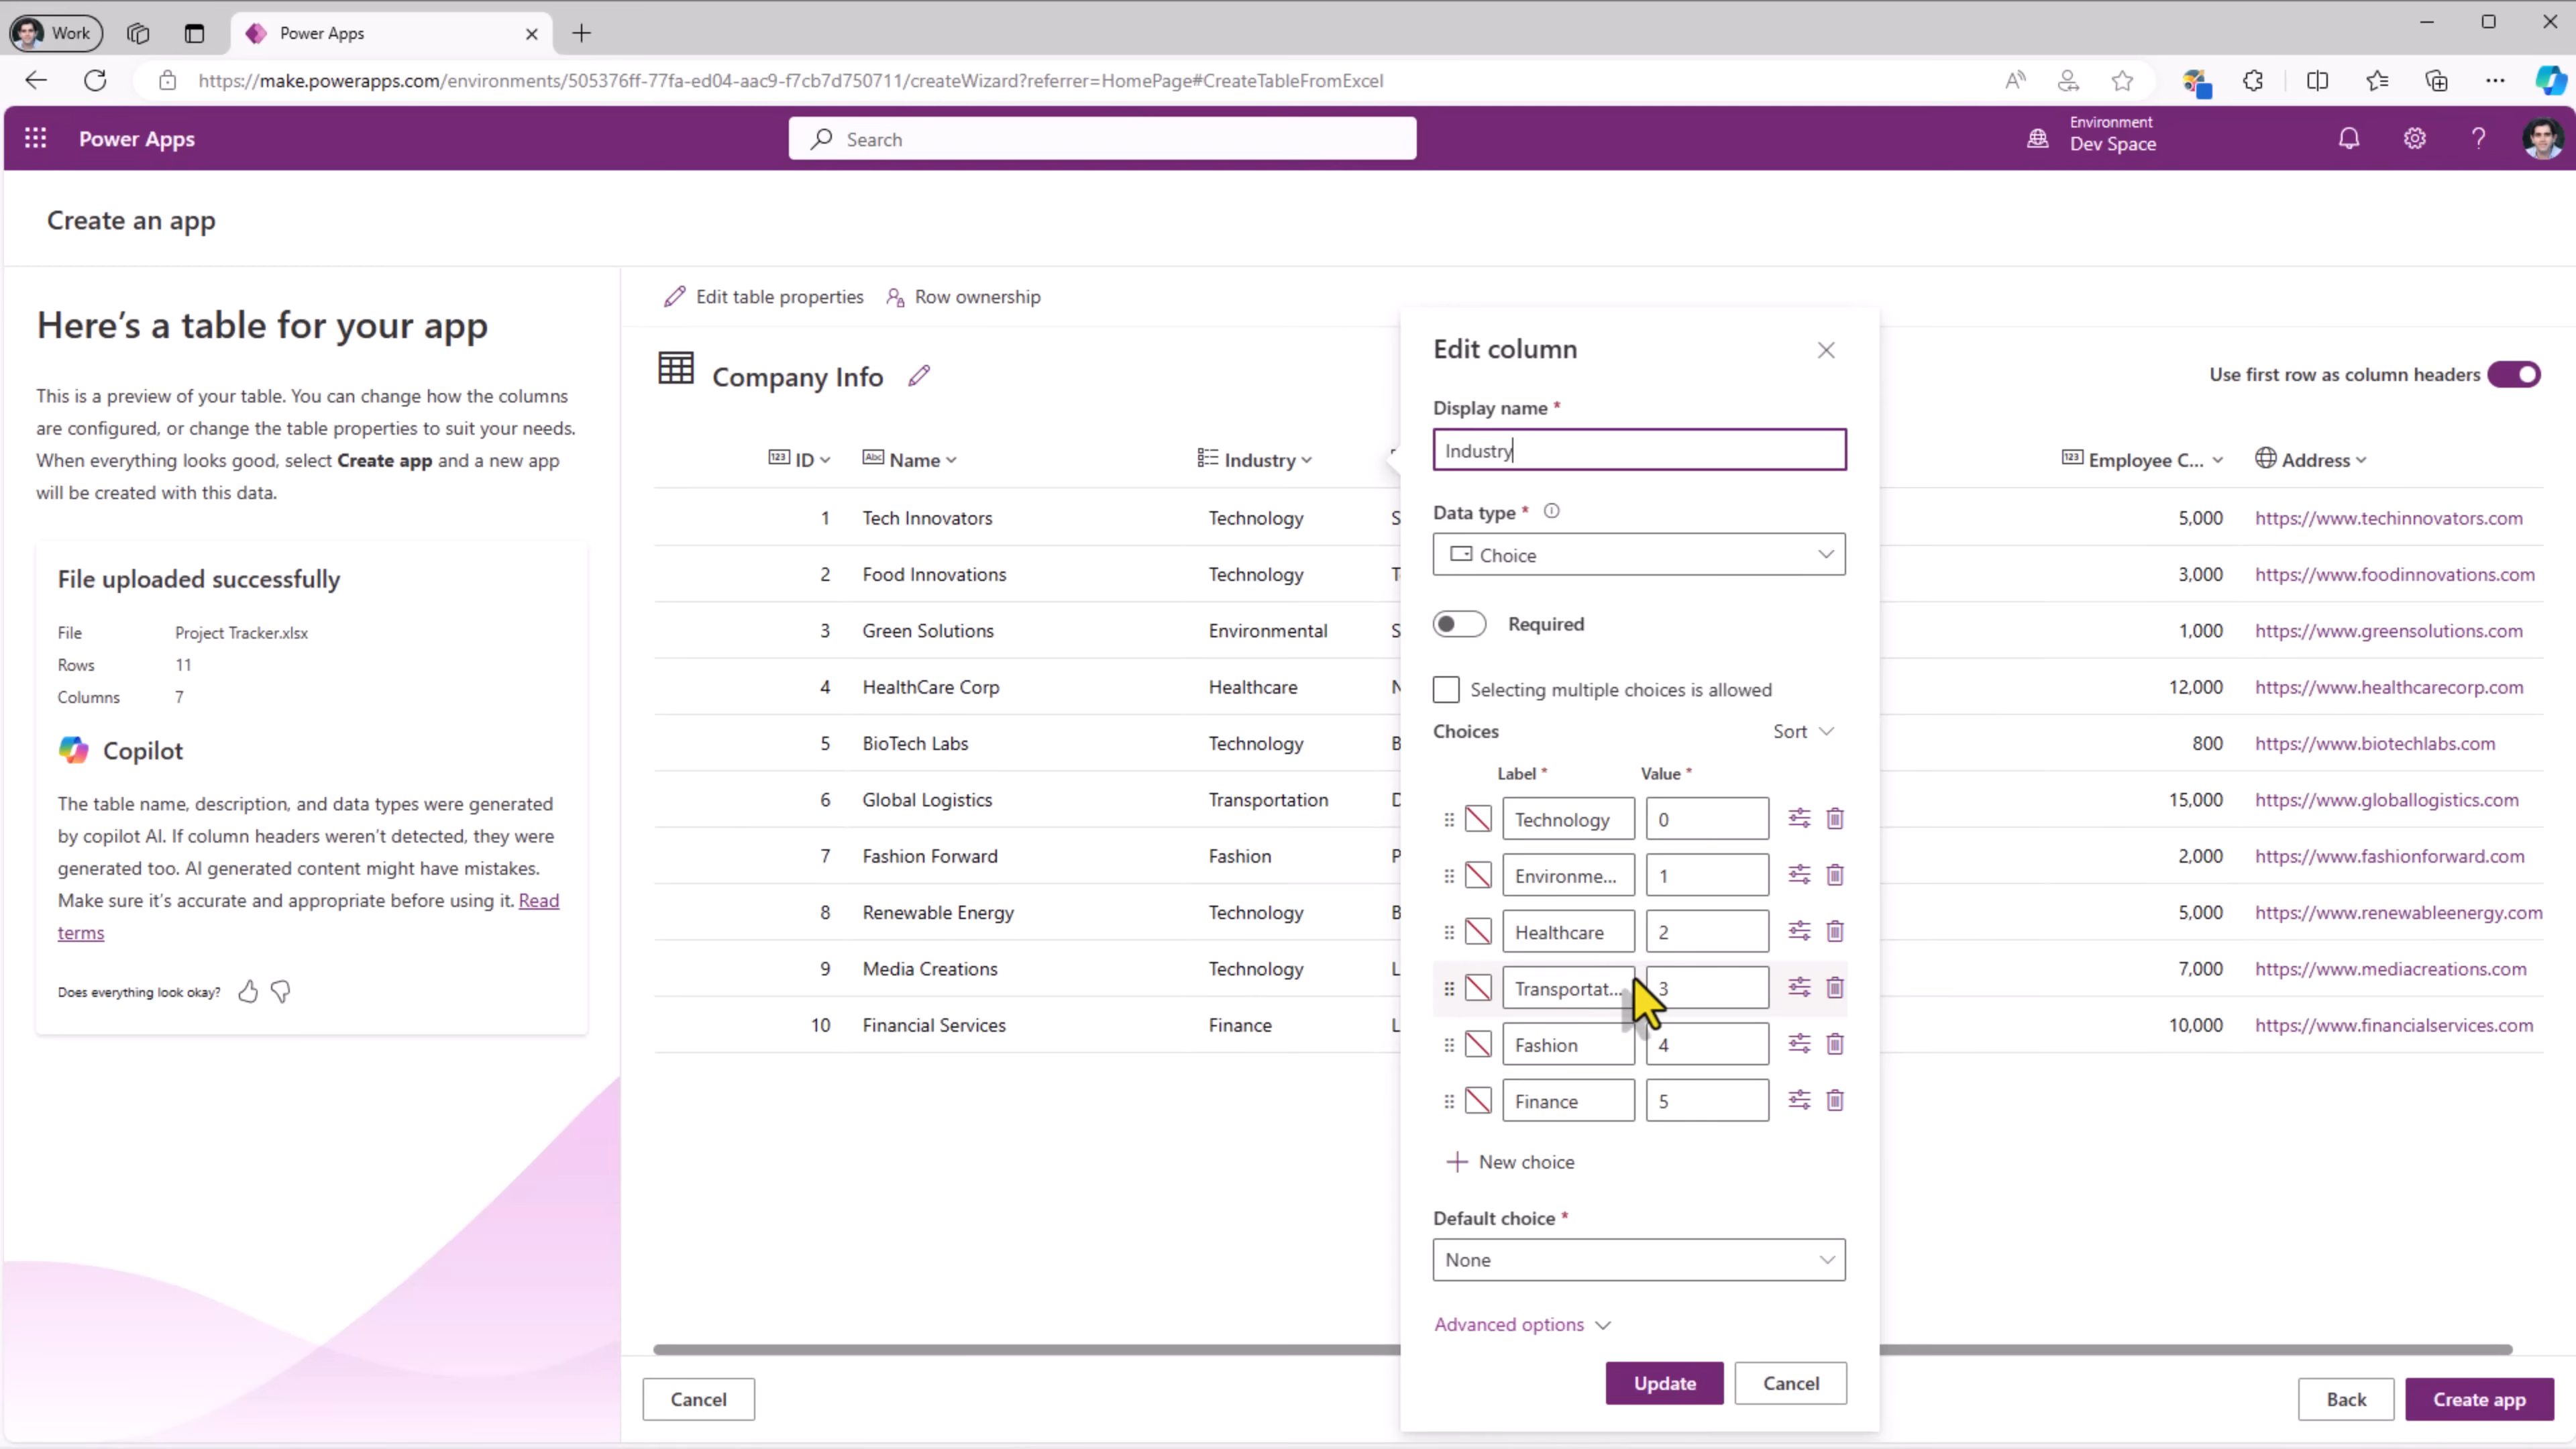 Work
Power Apps
https://make.powerapps.com/environments/505376ff-77fa-ed04-aac9-f7cb7d750711/createWizard?referrer=HomePage#CreateTableFromExcel
Power Apps
Search
Environment
Dev Space
Create an app
Here's a table for your app
This is a preview of your table. You can change how the columns
are configured, or change the table properties to suit your needs.
When everything looks good, select Create app and a new app
will be created with this data.
File uploaded successfully
File Project Tracker.xlsx
Rows 11
Columns 7
Copilot
The table name, description, and data types were generated
by copilot AI. If column headers weren't detected, they were
generated too. AI generated content might have mistakes.
Make sure it's accurate and appropriate before using it. Read
terms
Does everything look okay?
Edit table properties Row ownership
Company Info
Use first row as column headers
ID Name Industry Employee C... Address
1 Tech Innovators Technology S 5,000 https://www.techinnovators.com
2 Food Innovations Technology T 3,000 https://www.foodinnovations.com
3 Green Solutions Environmental S 1,000 https://www.greensolutions.com
4 HealthCare Corp Healthcare N 12,000 https://www.healthcarecorp.com
5 BioTech Labs Technology B 800 https://www.biotechlabs.com
6 Global Logistics Transportation D 15,000 https://www.globallogistics.com
7 Fashion Forward Fashion P 2,000 https://www.fashionforward.com
8 Renewable Energy Technology B 5,000 https://www.renewableenergy.com
9 Media Creations Technology L 7,000 https://www.mediacreations.com
10 Financial Services Finance L 10,000 https://www.financialservices.com
Edit column
Display name *
Industry
Data type *
Choice
Required
Selecting multiple choices is allowed
Choices Sort
Label * Value *
Technology 0
Environme... 1
Healthcare 2
Transportat... 3
Fashion 4
Finance 5
New choice
Default choice *
None
Advanced options
Update Cancel
Cancel
Back Create app